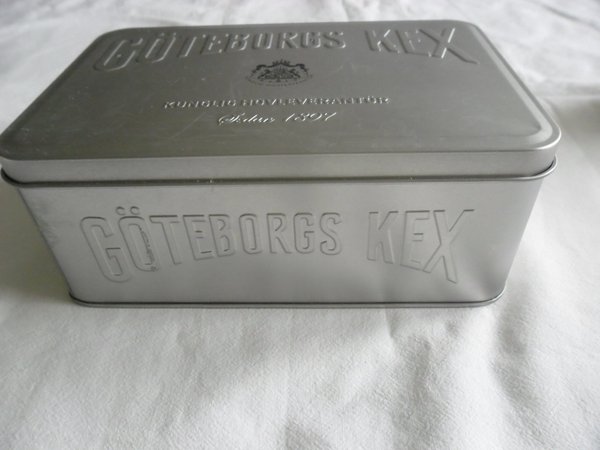 GÖTEBORGS KEX
KUNGLIG HOVLEVERANTÖR
Sedan 1897
GÖTEBORGS KEX